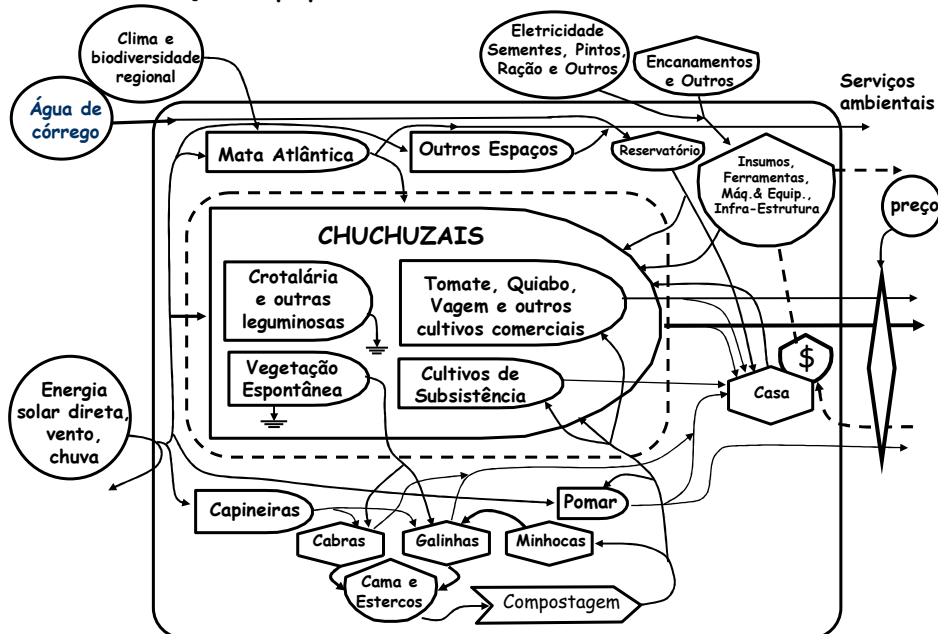 Clima e
biodiversidade
regional
Eletricidade
Sementes, Pintos,
Ração e Outros
Encanamentos
e Outros
Serviços
ambientais
Água de
córrego
Mata Atlântica
Outros Espaços
Reservatório
Insumos,
Ferramentas,
Máq.& Equip.,
Infra-Estrutura
preço
CHUCHUZAIS
Crotalária
e outras
leguminosas
Tomate, Quiabo,
Vagem e outros
cultivos comerciais
Vegetação
Espontânea
Cultivos de
Subsistência
$
Casa
Energia
solar direta,
vento,
chuva
Capineiras
Pomar
Cabras
Galinhas
Minhocas
Cama e
Estercos
Compostagem